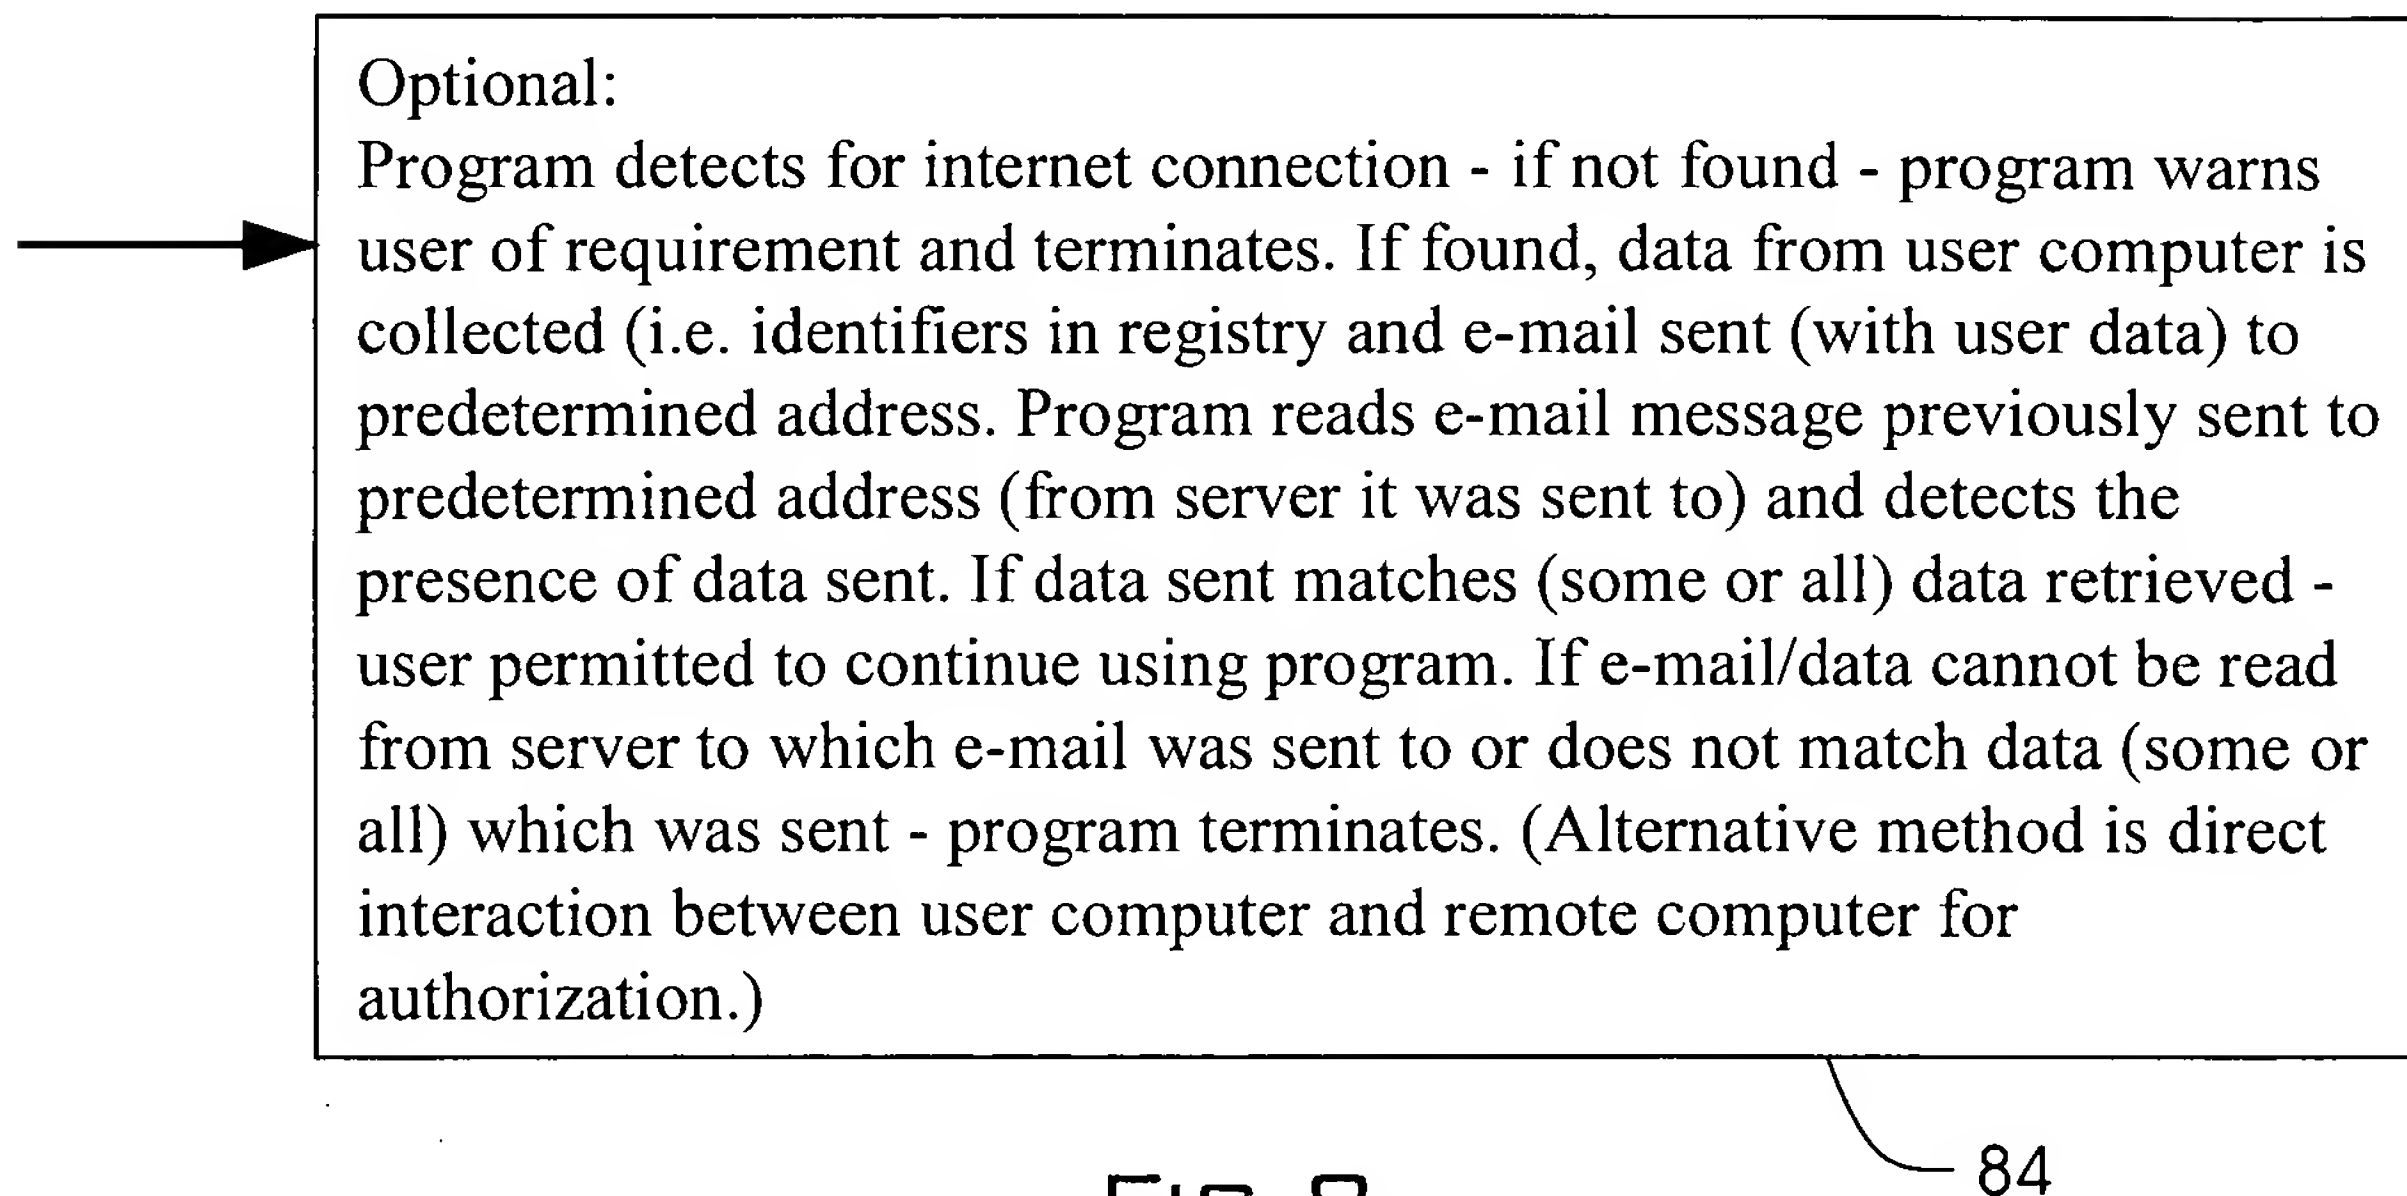 Optional:
Program detects for internet connection - if not found - program warns
user of requirement and terminates. If found, data from user computer is
collected (i.e. identifiers in registry and e-mail sent (with user data) to
predetermined address. Program reads e-mail message previously sent to
predetermined address (from server it was sent to) and detects the
presence of data sent. If data sent matches (some or all) data retrieved -
user permitted to continue using program. If e-mail/data cannot be read
from server to which e-mail was sent to or does not match data (some or
all) which was sent - program terminates. (Alternative method is direct
interaction between user computer and remote computer for
authorization.)
84